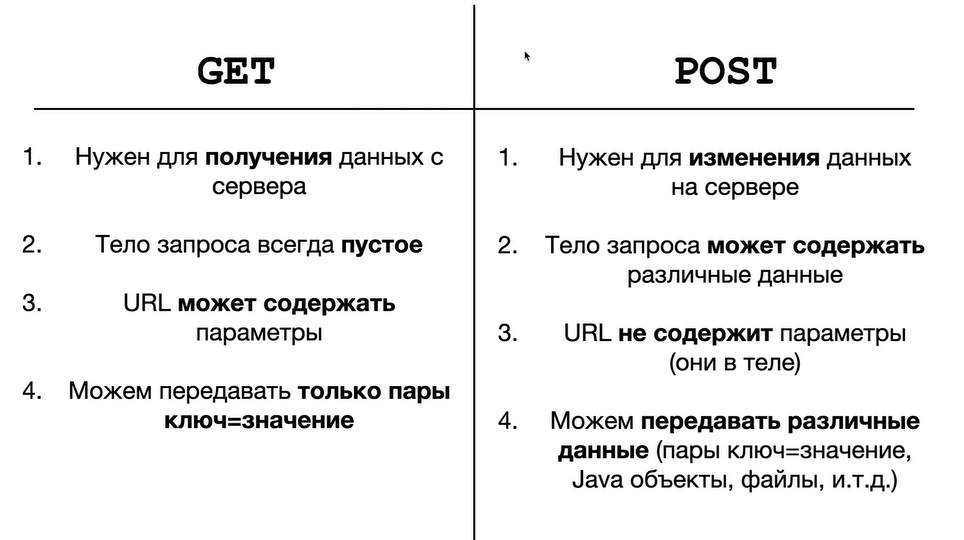 GET
1. Нужен для получения данных с
сервера
2. Тело запроса всегда пустое
3. URL может содержать
параметры
4. Можем передавать только пары
ключ=значение
POST
1. Нужен для изменения данных
на сервере
2. Тело запроса может содержать
различные данные
3. URL не содержит параметры
(они в теле)
4. Можем передавать различные
данные (пары ключ=значение,
Java объекты, файлы, и.т.д.)